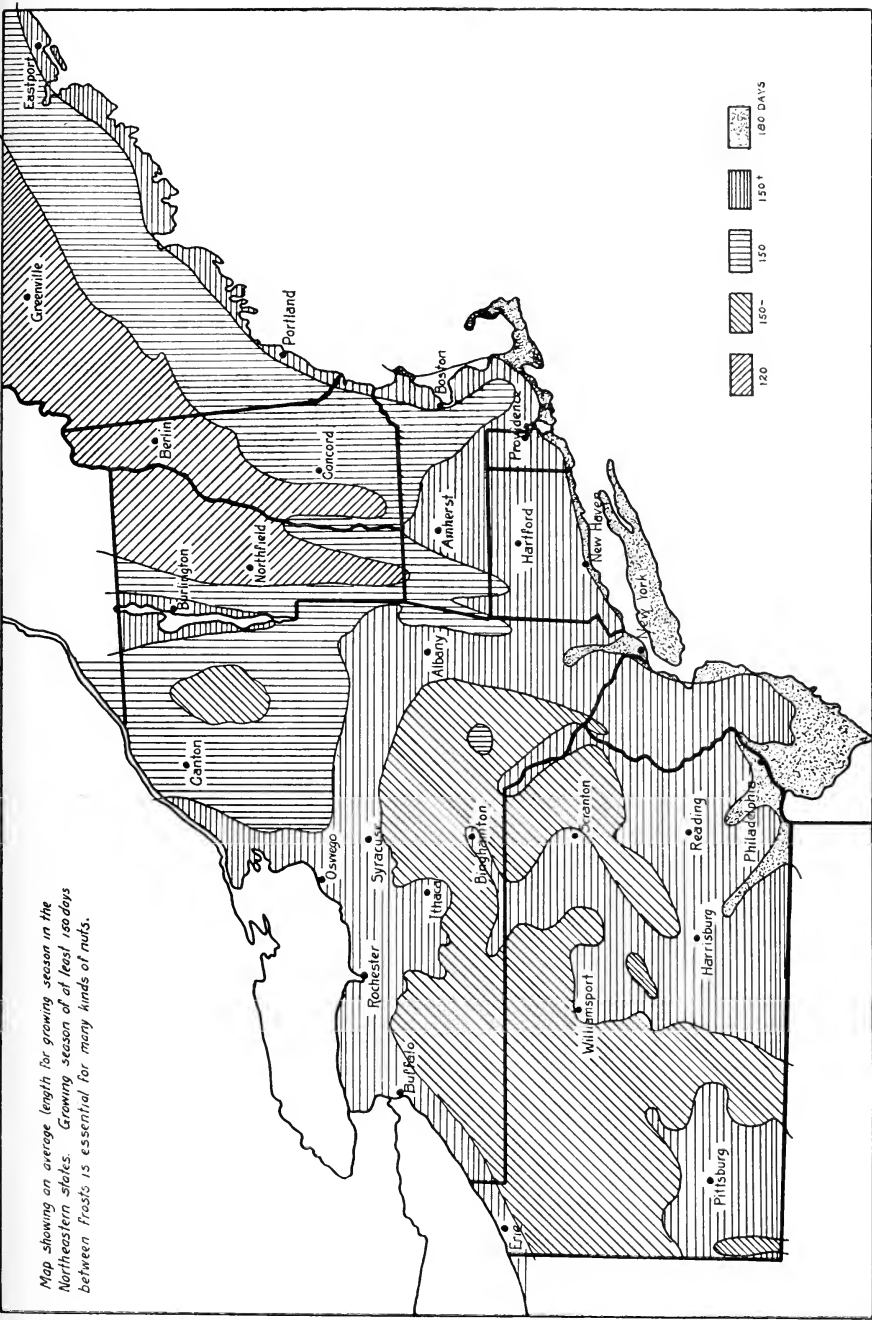 Map showing an average length for growing season in the
Northeastern states. Growing season of at least 150 days
between frosts is essential for many kinds of nuts.
Eastport
Greenville
Portland
Berlin
Concord
Boston
Burlington
Northfield
Amherst
Providence
Hartford
New Haven
Canton
Albany
New York
Oswego
Syracuse
Rochester
Ithaca
Binghamton
Buffalo
Scranton
Erie
Williamsport
Reading
Philadelphia
Harrisburg
Pittsburg
120
150-
150
150+
180 DAYS